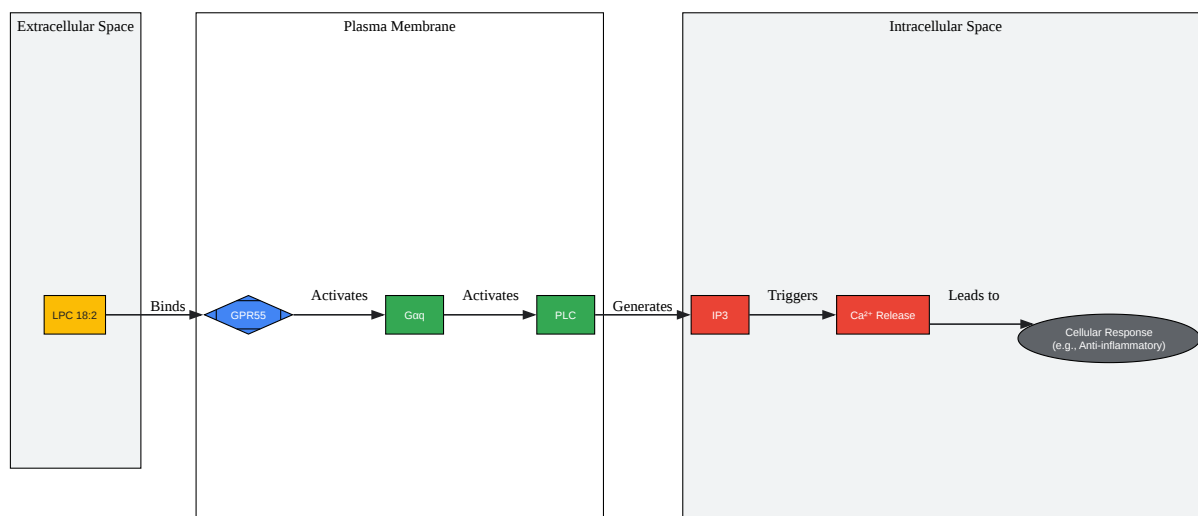 Extracellular Space
Plasma Membrane
Intracellular Space
LPC 18:2
Binds
GPR55
Activates
Gαq
Activates
PLC
Generates
IP3
Triggers
Ca²⁺ Release
Leads to
Cellular Response
(e.g., Anti-inflammatory)